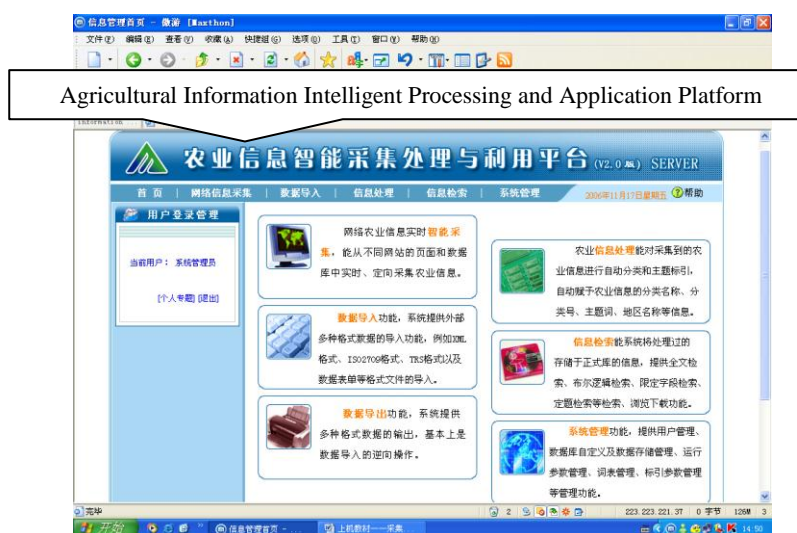 信息管理首页 - 傲游 [Maxthon]
文件(F) 编辑(E) 查看(V) 收藏(A) 快捷组(G) 选项(O) 工具(T) 窗口(W) 帮助(H)
Agricultural Information Intelligent Processing and Application Platform
农业信息智能采集处理与利用平台 (V2.0版) SERVER
首 页 | 网络信息采集 | 数据导入 | 信息处理 | 信息检索 | 系统管理
2006年11月17日星期五 帮助
用户登录管理
当前用户: 系统管理员
[个人专题] [退出]
网络农业信息实时智能采
集,能从不同网站的页面和数据
库中实时、定向采集农业信息。
数据导入功能,系统提供外部
多种格式数据的导入功能,例如XML
格式、ISO2709格式、TRS格式以及
数据表单等格式文件的导入。
数据导出功能,系统提供
多种格式数据的输出,基本上是
数据导入的逆向操作。
农业信息处理能对采集到的农
业信息进行自动分类和主题标引,
自动赋于农业信息的分类名称、分
类号、主题词、地区名称等信息。
信息检索能系统将处理过的
存储于正式库的信息,提供全文检
索、布尔逻辑检索、限定字段检索、
定题检索等检索、浏览下载功能。
系统管理功能,提供用户管理、
数据库自定义及数据存储管理、运行
参数管理、词表管理、标引参数管理
等管理功能。
完毕
2
223.223.221.37 0 字节 126M 3
开始
信息管理首页 -...
上机教材——采集...
14:50